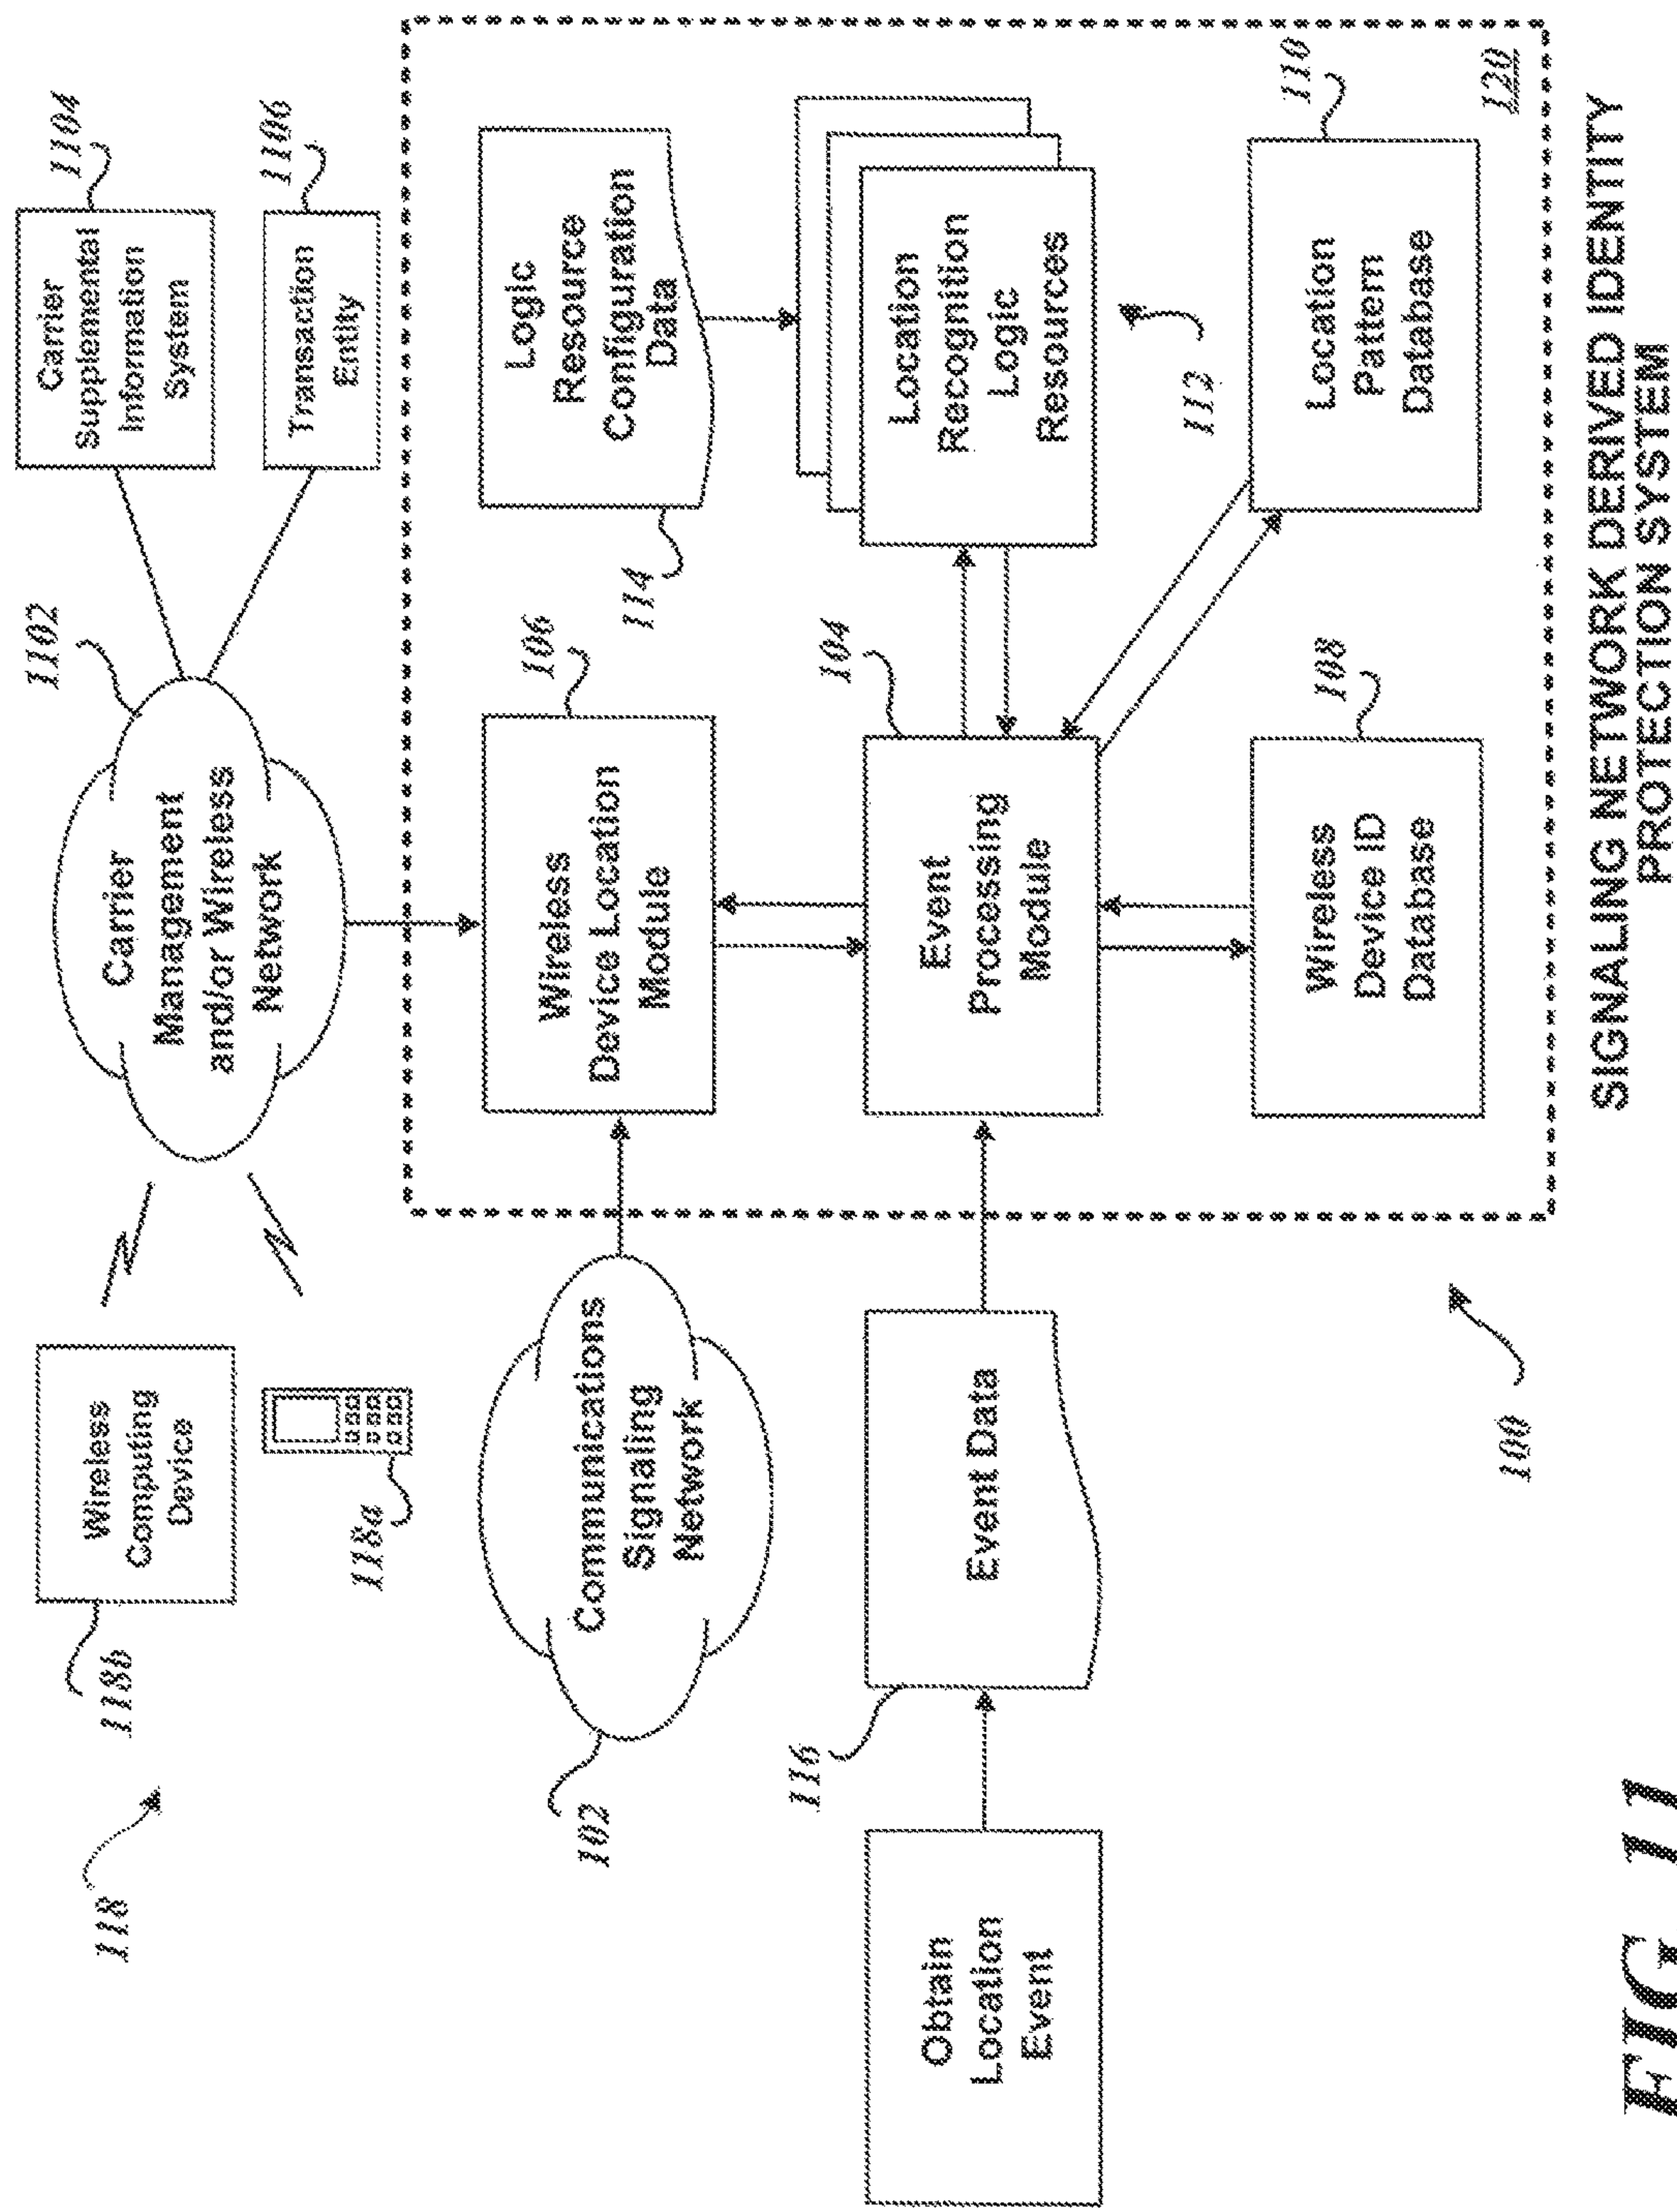 118
118b
Wireless
Computing
Device
118a
1102
Carrier
Management
and/or Wireless
Network
Carrier
Supplemental
Information
System
1104
Transaction
Entity
1106
102
Communications
Signaling
Network
106
Wireless
Device Location
Module
114
Logic
Resource
Configuration
Data
Obtain
Location
Event
116
Event Data
104
Event
Processing
Module
Location
Recognition
Logic
Resources
112
108
Wireless
Device ID
Database
110
Location
Pattern
Database
120
100
SIGNALING NETWORK DERIVED IDENTITY
PROTECTION SYSTEM
FIG 11